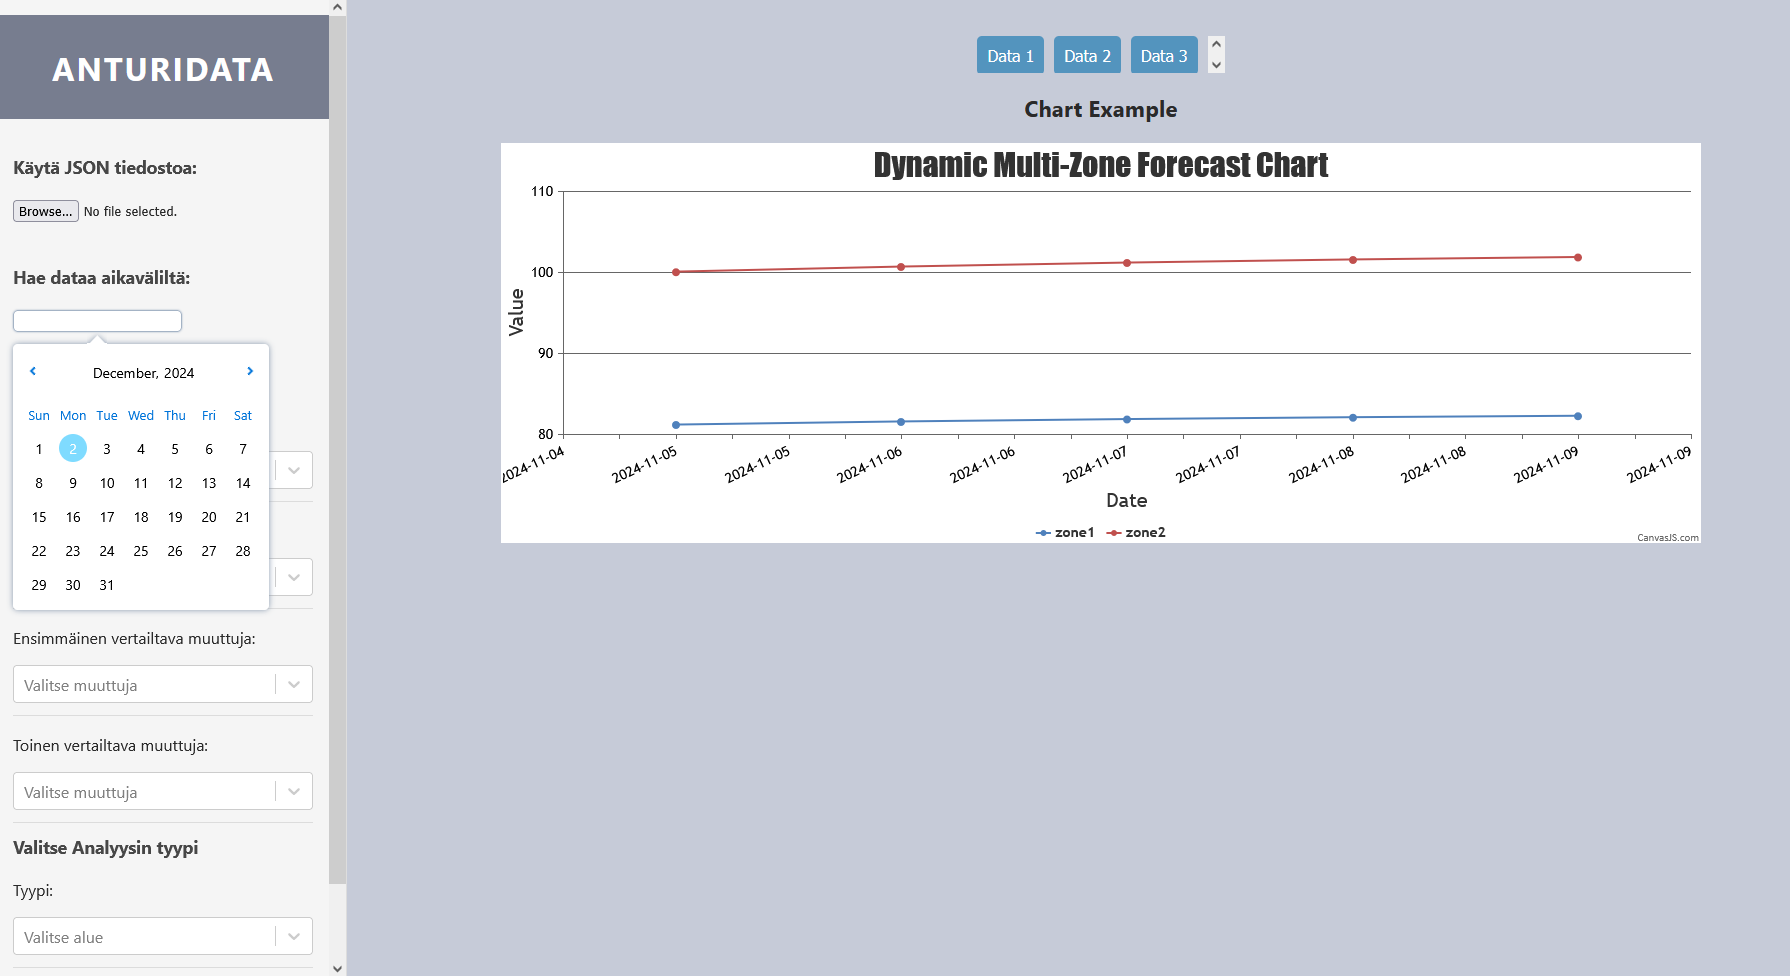 ANTURIDATA
Käytä JSON tiedostoa:
Browse... No file selected.
Hae dataa aikaväliltä:
December, 2024
Sun Mon Tue Wed Thu Fri Sat
1 2 3 4 5 6 7
8 9 10 11 12 13 14
15 16 17 18 19 20 21
22 23 24 25 26 27 28
29 30 31
Ensimmäinen vertailtava muuttuja:
Valitse muuttuja
Toinen vertailtava muuttuja:
Valitse muuttuja
Valitse Analyysin tyypi
Tyypi:
Valitse alue
Data 1 Data 2 Data 3
Chart Example
Dynamic Multi-Zone Forecast Chart
Value
110
100
90
80
2024-11-04 2024-11-05 2024-11-05 2024-11-06 2024-11-06 2024-11-07 2024-11-07 2024-11-08 2024-11-08 2024-11-09 2024-11-09
Date
zone1 zone2
CanvasJS.com